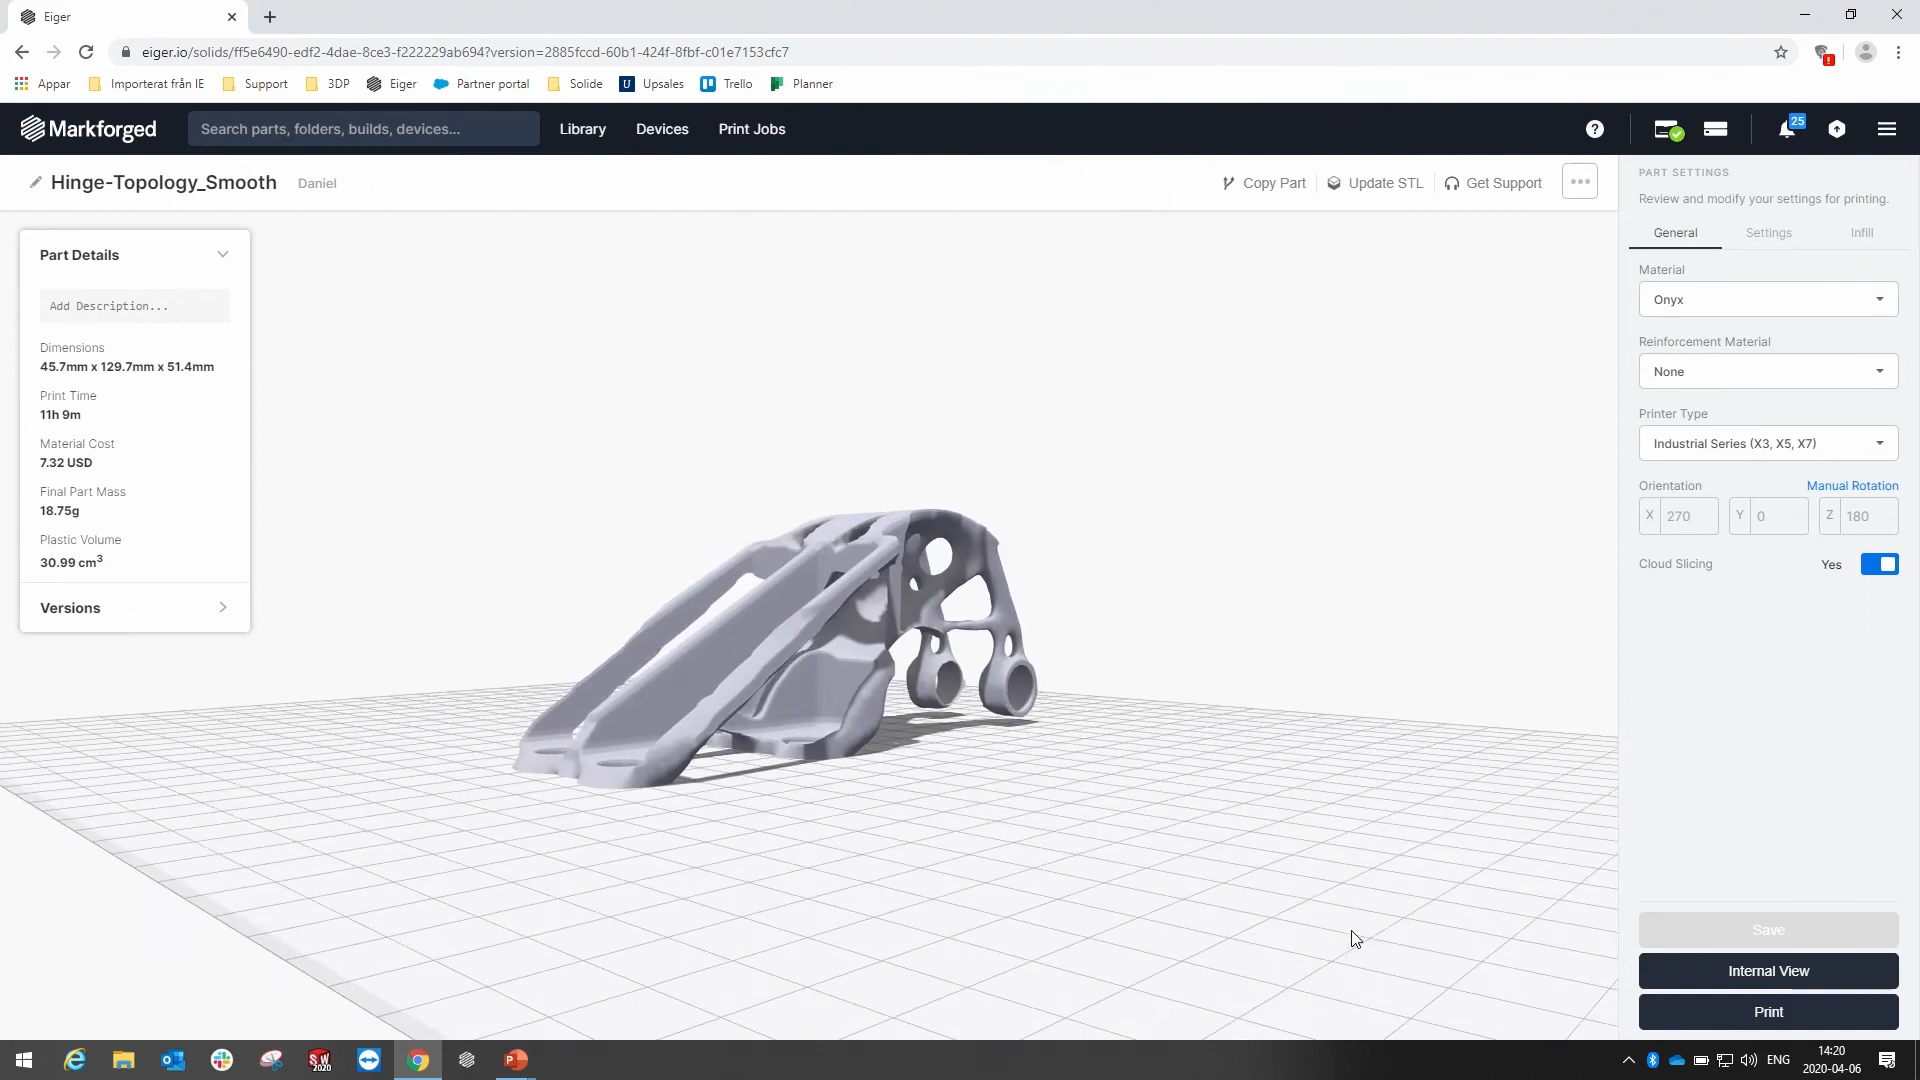 Eiger
eiger.io/solids/ff5e6490-edf2-4dae-8ce3-f222229ab694?version=2885fccd-60b1-424f-8fbf-c01e7153cfc7
Appar Importerat från IE Support 3DP Eiger Partner portal Solide U Upsales Trello Planner
Markforged Search parts, folders, builds, devices... Library Devices Print Jobs ? 25
Hinge-Topology_Smooth Daniel Copy Part Update STL Get Support
Part Details
Add Description...
Dimensions
45.7mm x 129.7mm x 51.4mm
Print Time
11h 9m
Material Cost
7.32 USD
Final Part Mass
18.75g
Plastic Volume
30.99 cm3
Versions
PART SETTINGS
Review and modify your settings for printing.
General Settings Infill
Material
Onyx
Reinforcement Material
None
Printer Type
Industrial Series (X3, X5, X7)
Orientation Manual Rotation
X 270 Y 0 Z 180
Cloud Slicing Yes
Save
Internal View
Print
SW 2020
ENG
14:20
2020-04-06